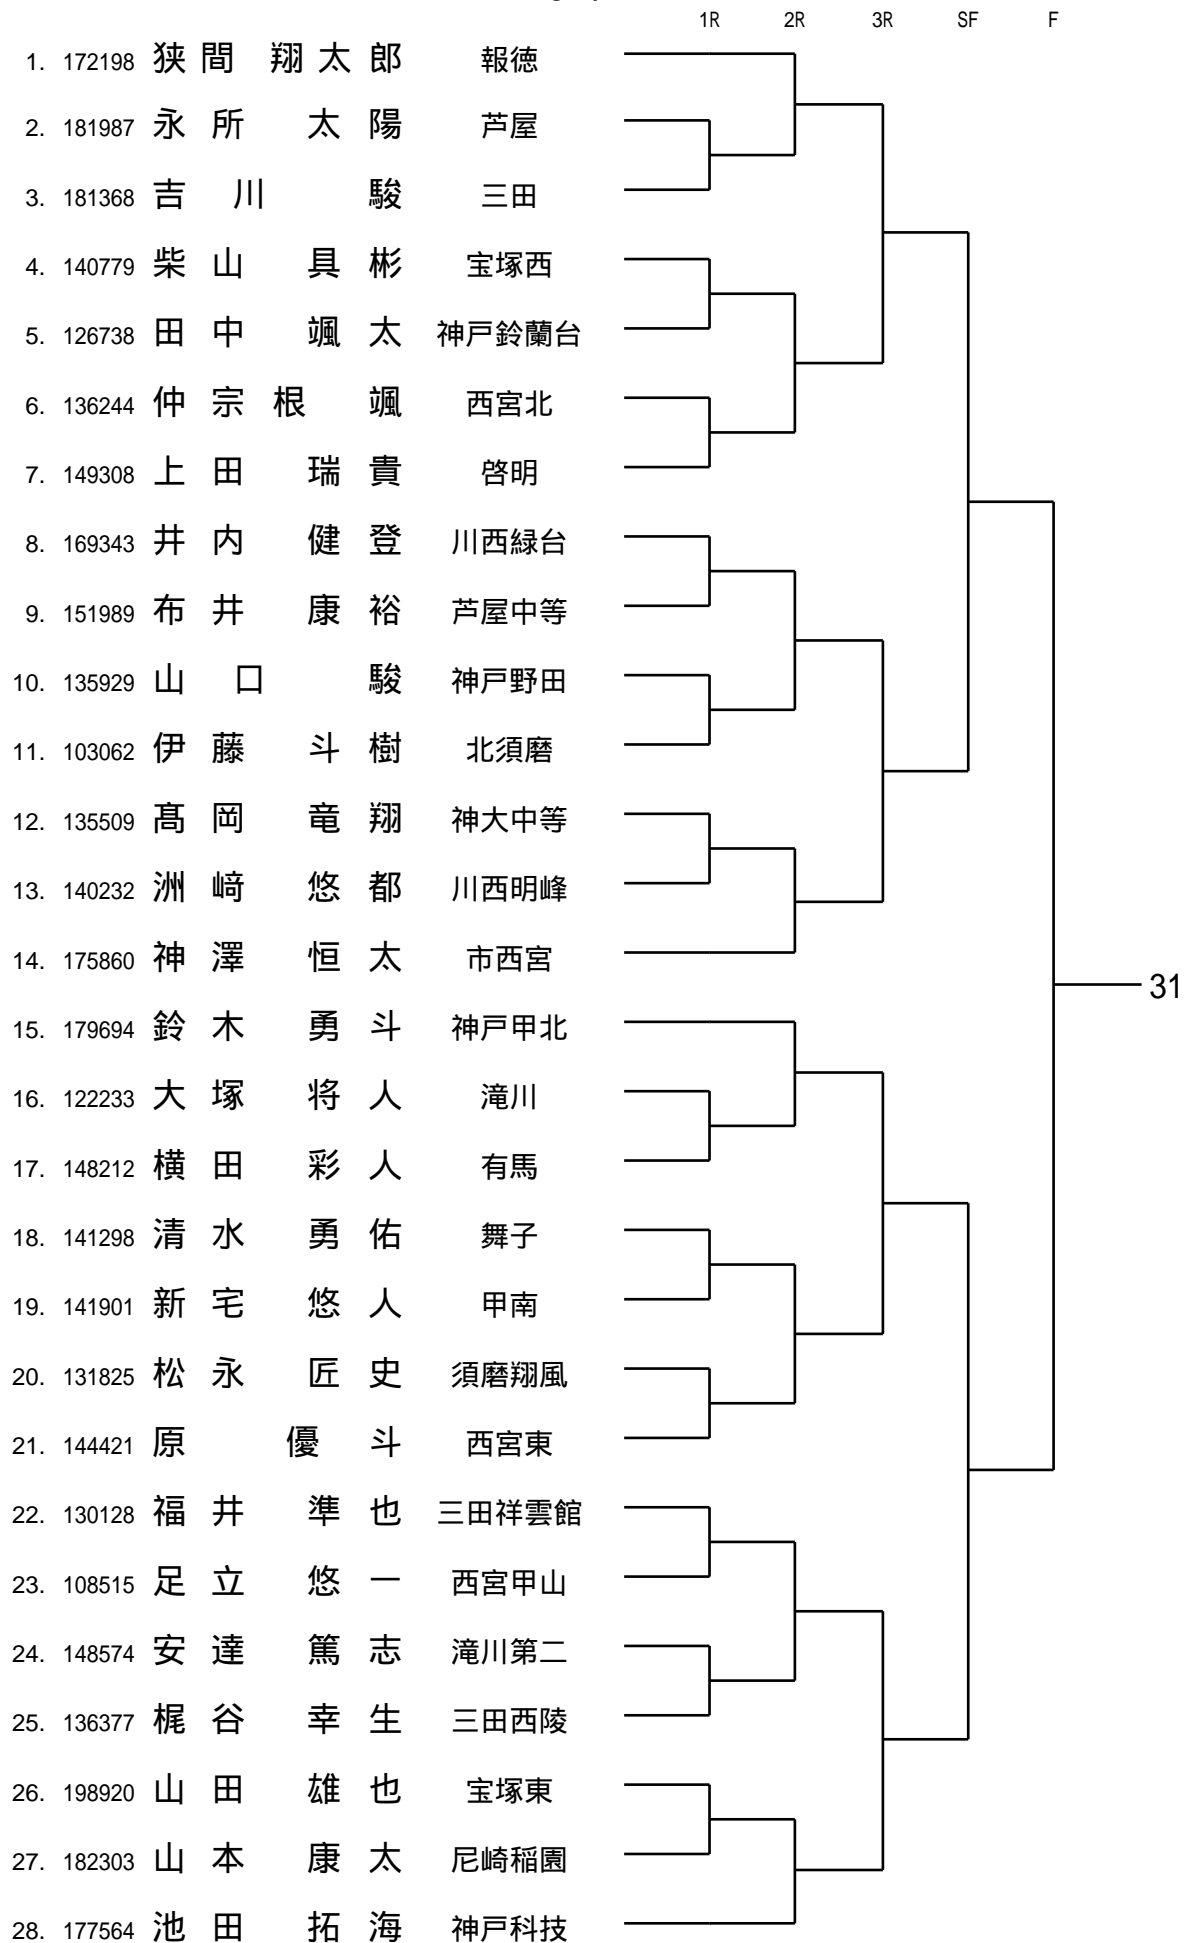 1R 2R 3R SF F
1. 172198 狭間 翔太郎 報徳
2. 181987 永所 太陽 芦屋
3. 181368 吉川 駿 三田
4. 140779 柴山 具彬 宝塚西
5. 126738 田中 颯太 神戸鈴蘭台
6. 136244 仲宗根 颯 西宮北
7. 149308 上田 瑞貴 啓明
8. 169343 井内 健登 川西緑台
9. 151989 布井 康裕 芦屋中等
10. 135929 山口 駿 神戸野田
11. 103062 伊藤 斗樹 北須磨
12. 135509 髙岡 竜翔 神大中等
13. 140232 洲﨑 悠都 川西明峰
14. 175860 神澤 恒太 市西宮
31
15. 179694 鈴木 勇斗 神戸甲北
16. 122233 大塚 将人 滝川
17. 148212 横田 彩人 有馬
18. 141298 清水 勇佑 舞子
19. 141901 新宅 悠人 甲南
20. 131825 松永 匠史 須磨翔風
21. 144421 原 優斗 西宮東
22. 130128 福井 準也 三田祥雲館
23. 108515 足立 悠一 西宮甲山
24. 148574 安達 篤志 滝川第二
25. 136377 梶谷 幸生 三田西陵
26. 198920 山田 雄也 宝塚東
27. 182303 山本 康太 尼崎稲園
28. 177564 池田 拓海 神戸科技